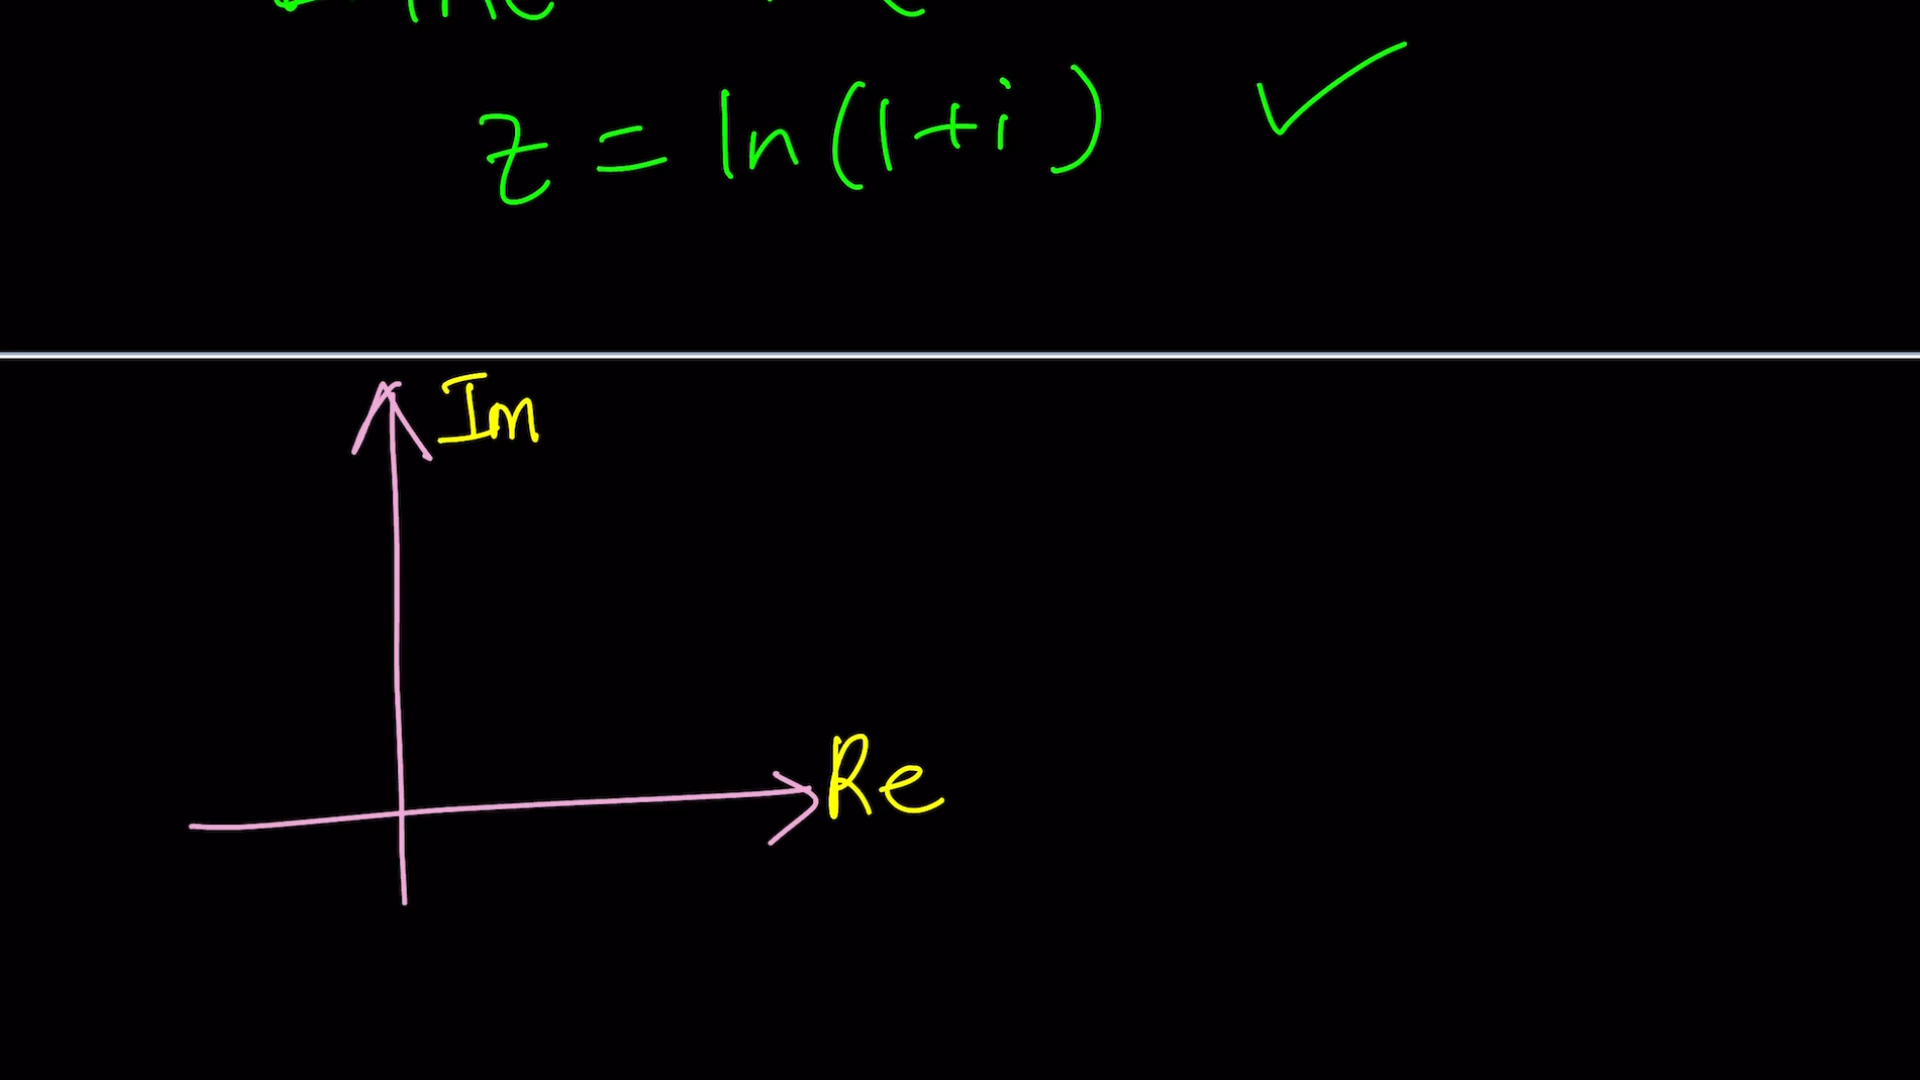 z = ln(1+i) ✓
Im
Re